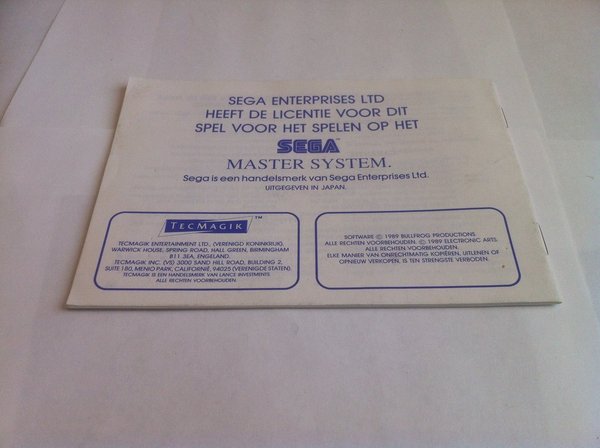 SEGA ENTERPRISES LTD
HEEFT DE LICENTIE VOOR DIT
SPEL VOOR HET SPELEN OP HET
SEGA™
MASTER SYSTEM.
Sega is een handelsmerk van Sega Enterprises Ltd.
UITGEGEVEN IN JAPAN.
TECMAGIK™
TECMAGIK ENTERTAINMENT LTD, (VERENIGD KONINKRIJK),
WARWICK HOUSE, SPRING ROAD, HALL GREEN, BIRMINGHAM
B11 3EA, ENGELAND.
TECMAGIK INC. (VS) 3000 SAND HILL ROAD, BUILDING 2,
SUITE 180, MENLO PARK, CALIFORNIË, 94025 (VERENIGDE STATEN).
TECMAGIK IS EEN HANDELSMERK VAN LANCE INVESTMENTS
ALLE RECHTEN VOORBEHOUDEN.
SOFTWARE © 1989 BULLFROG PRODUCTIONS
ALLE RECHTEN VOORBEHOUDEN. © 1989 ELECTRONIC ARTS
ALLE RECHTEN VOORBEHOUDEN.
ELKE MANIER VAN ONRECHTMATIG KOPIËREN, UITLENEN OF
OPNIEUW VERKOPEN, IS TEN STRENGSTE VERBODEN.